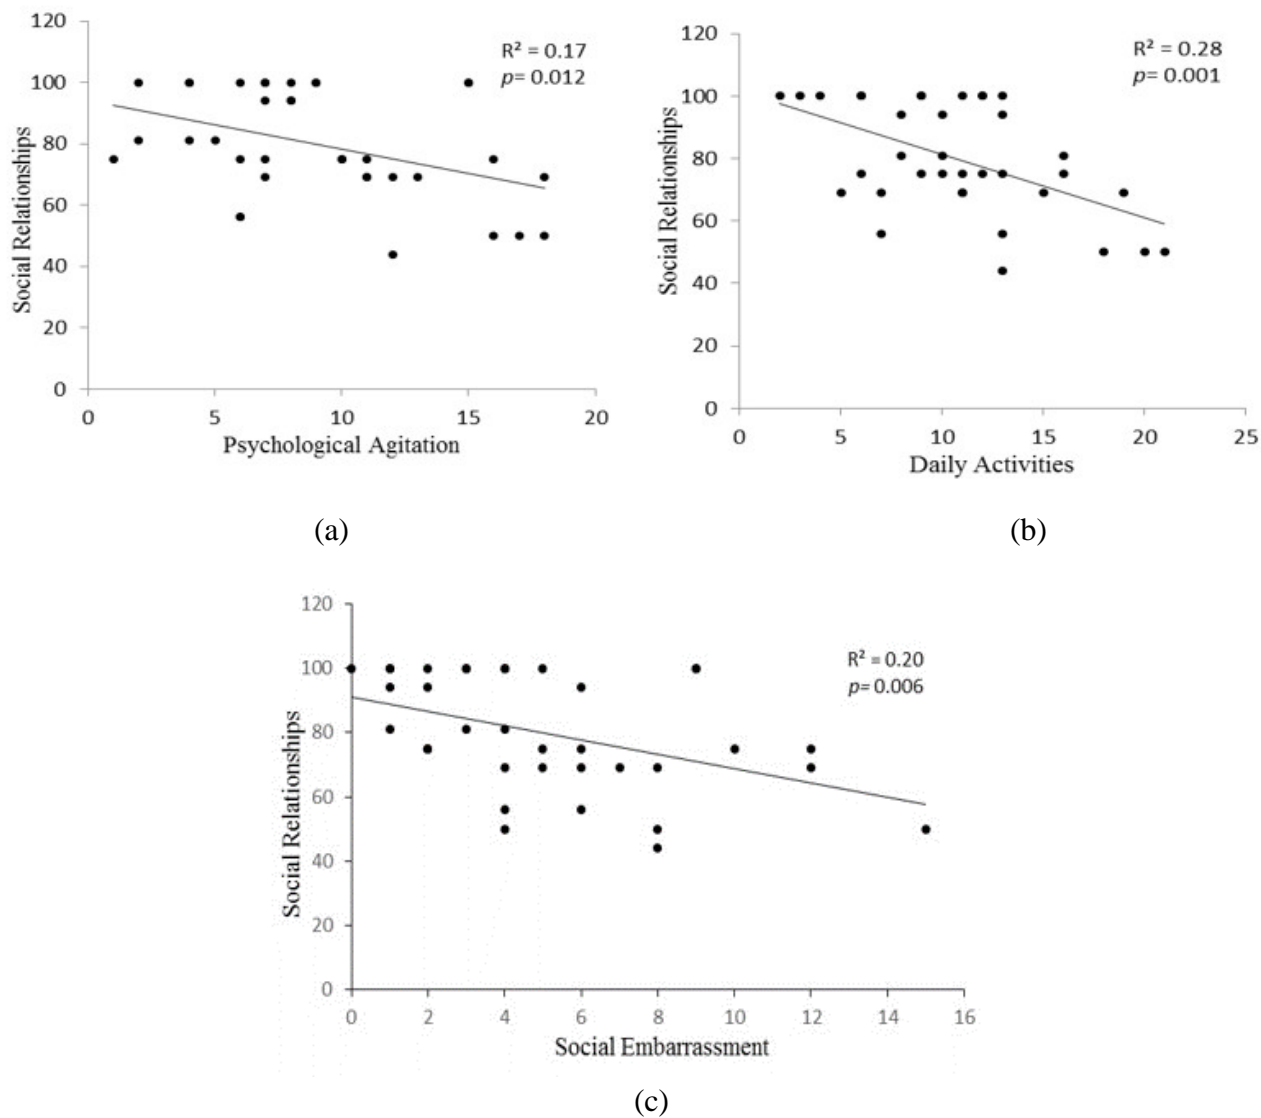 120
100
80
60
40
20
0
0 5 10 15 20
Social Relationships
Psychological Agitation
R² = 0.17
p= 0.012
(a)
120
100
80
60
40
20
0
0 5 10 15 20 25
Social Relationships
Daily Activities
R² = 0.28
p= 0.001
(b)
120
100
80
60
40
20
0
0 2 4 6 8 10 12 14 16
Social Relationships
Social Embarrassment
R² = 0.20
p= 0.006
(c)